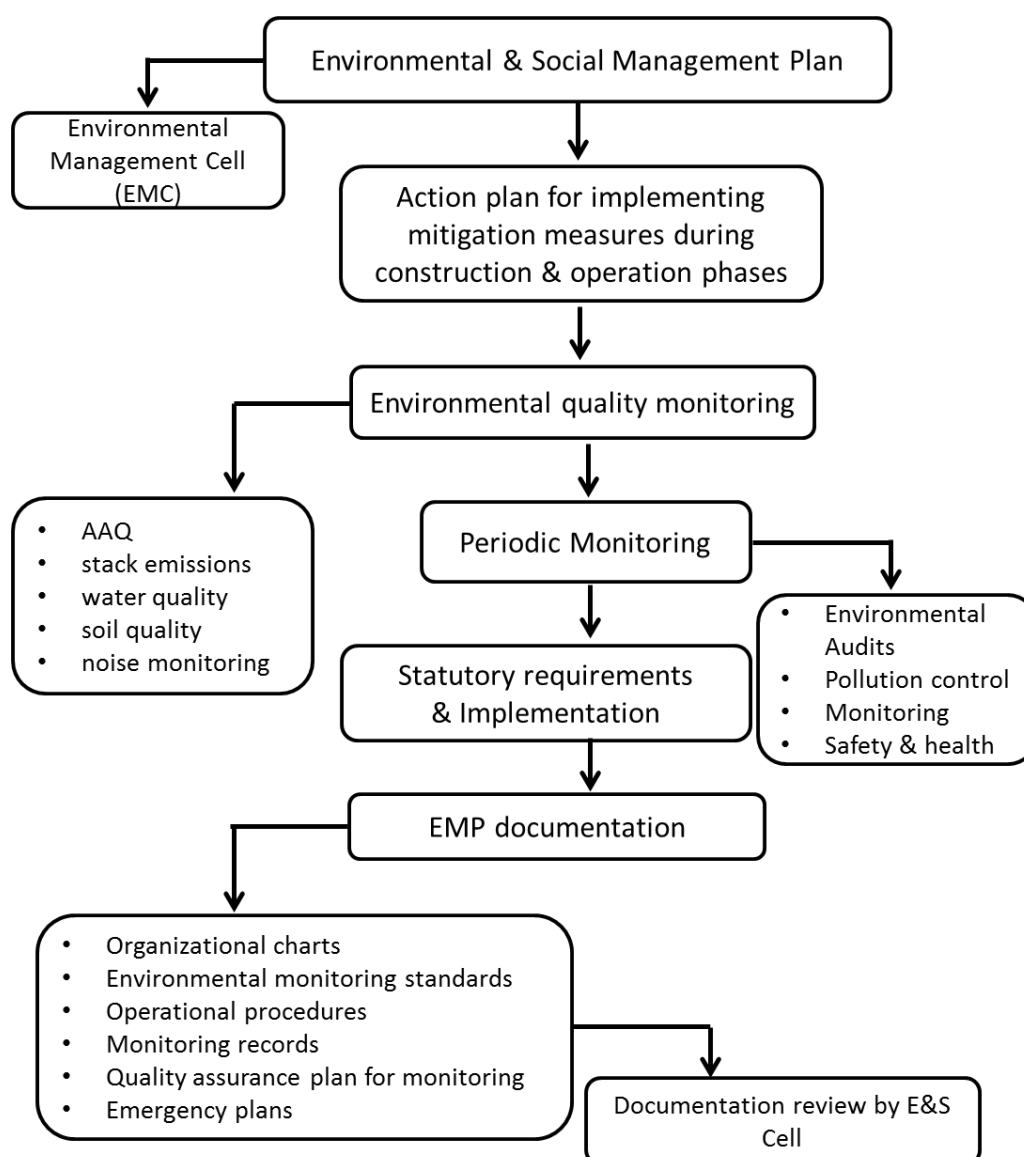 Environmental & Social Management Plan
Environmental
Management Cell
(EMC)
Action plan for implementing
mitigation measures during
construction & operation phases
Environmental quality monitoring
• AAQ
• stack emissions
• water quality
• soil quality
• noise monitoring
Periodic Monitoring
• Environmental
Audits
• Pollution control
• Monitoring
• Safety & health
Statutory requirements
& Implementation
EMP documentation
• Organizational charts
• Environmental monitoring standards
• Operational procedures
• Monitoring records
• Quality assurance plan for monitoring
• Emergency plans
Documentation review by E&S
Cell